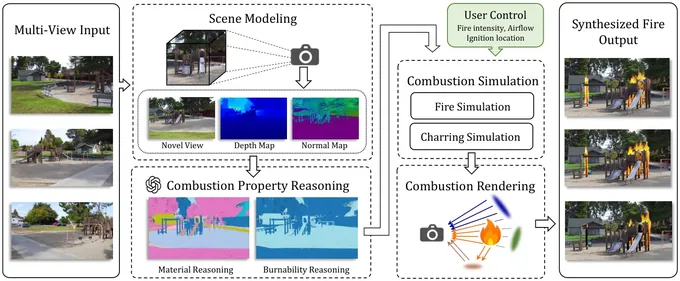 Multi-View Input
Scene Modeling
Novel View
Depth Map
Normal Map
Combustion Property Reasoning
Material Reasoning
Burnability Reasoning
User Control
Fire intensity, Airflow
Ignition location
Combustion Simulation
Fire Simulation
Charring Simulation
Combustion Rendering
Synthesized Fire
Output